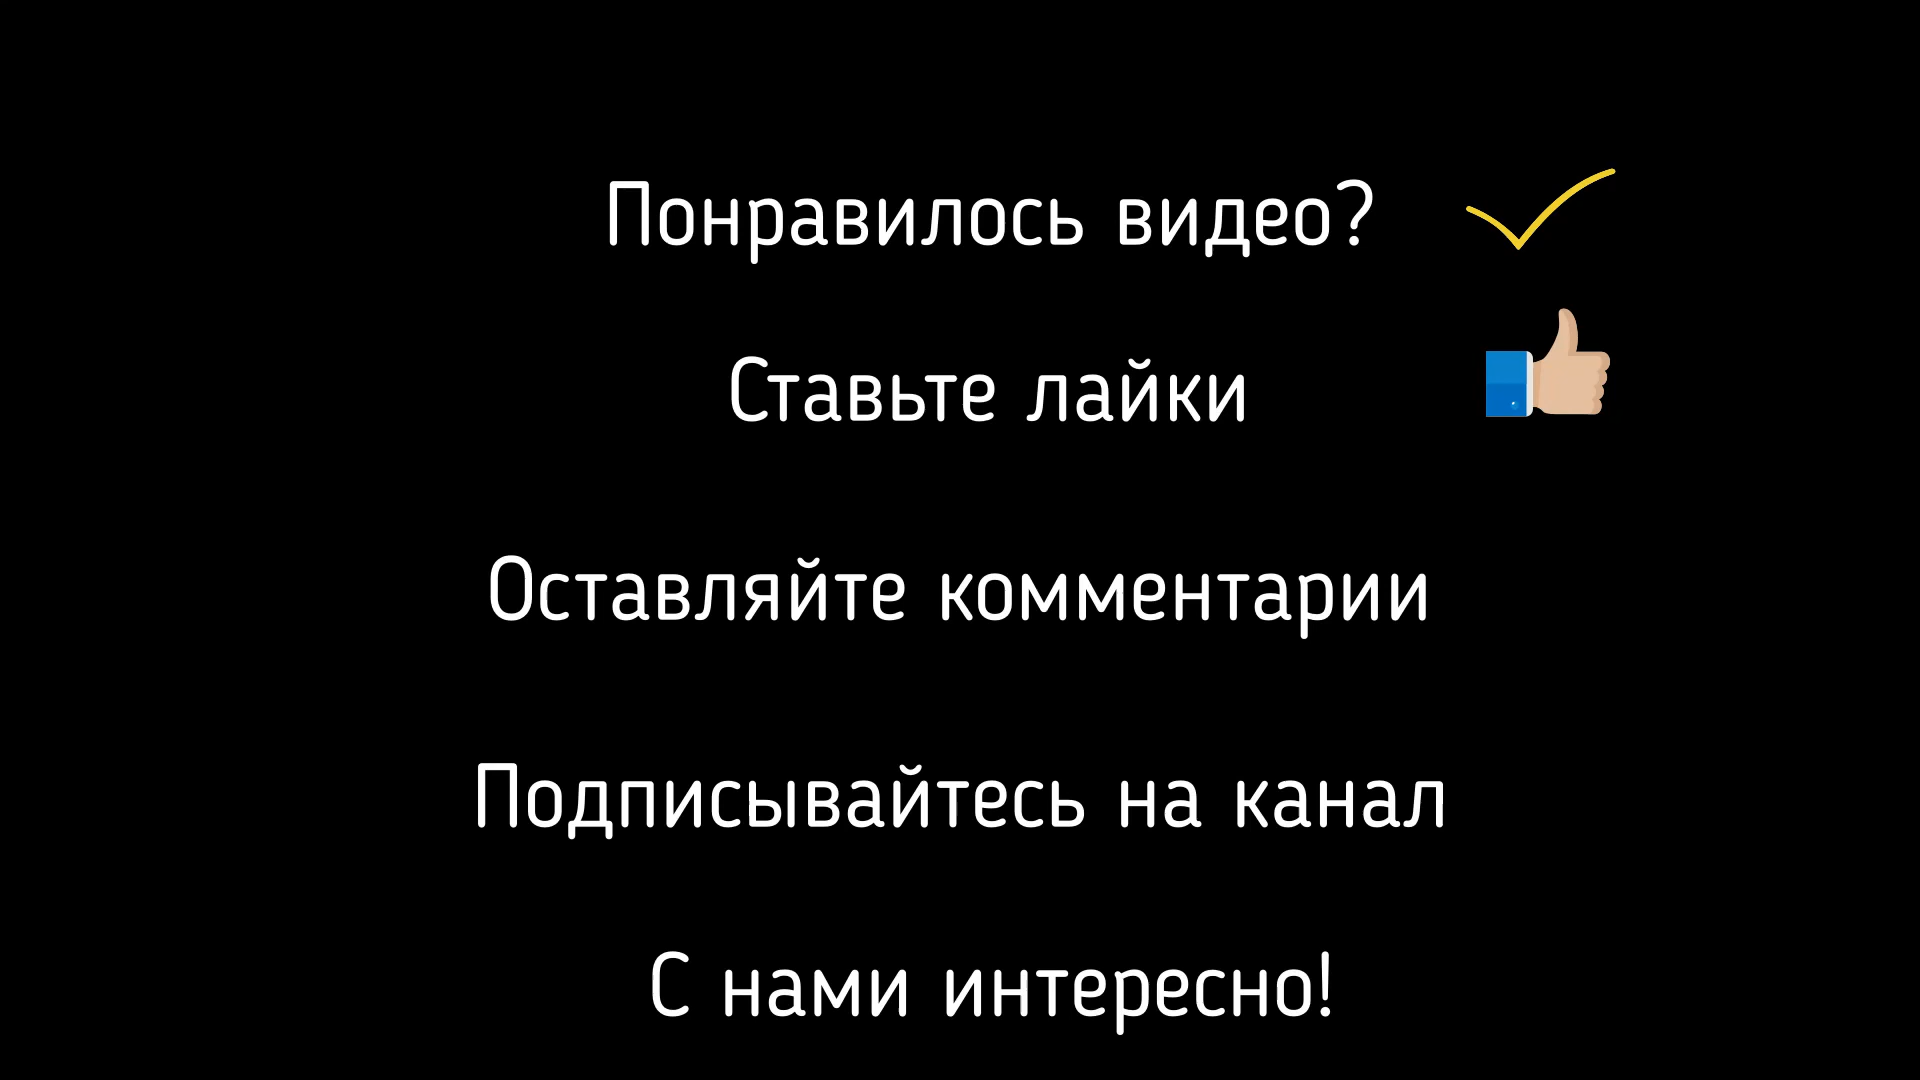 Понравилось видео?
Ставьте лайки
Оставляйте комментарии
Подписывайтесь на канал
С нами интересно!